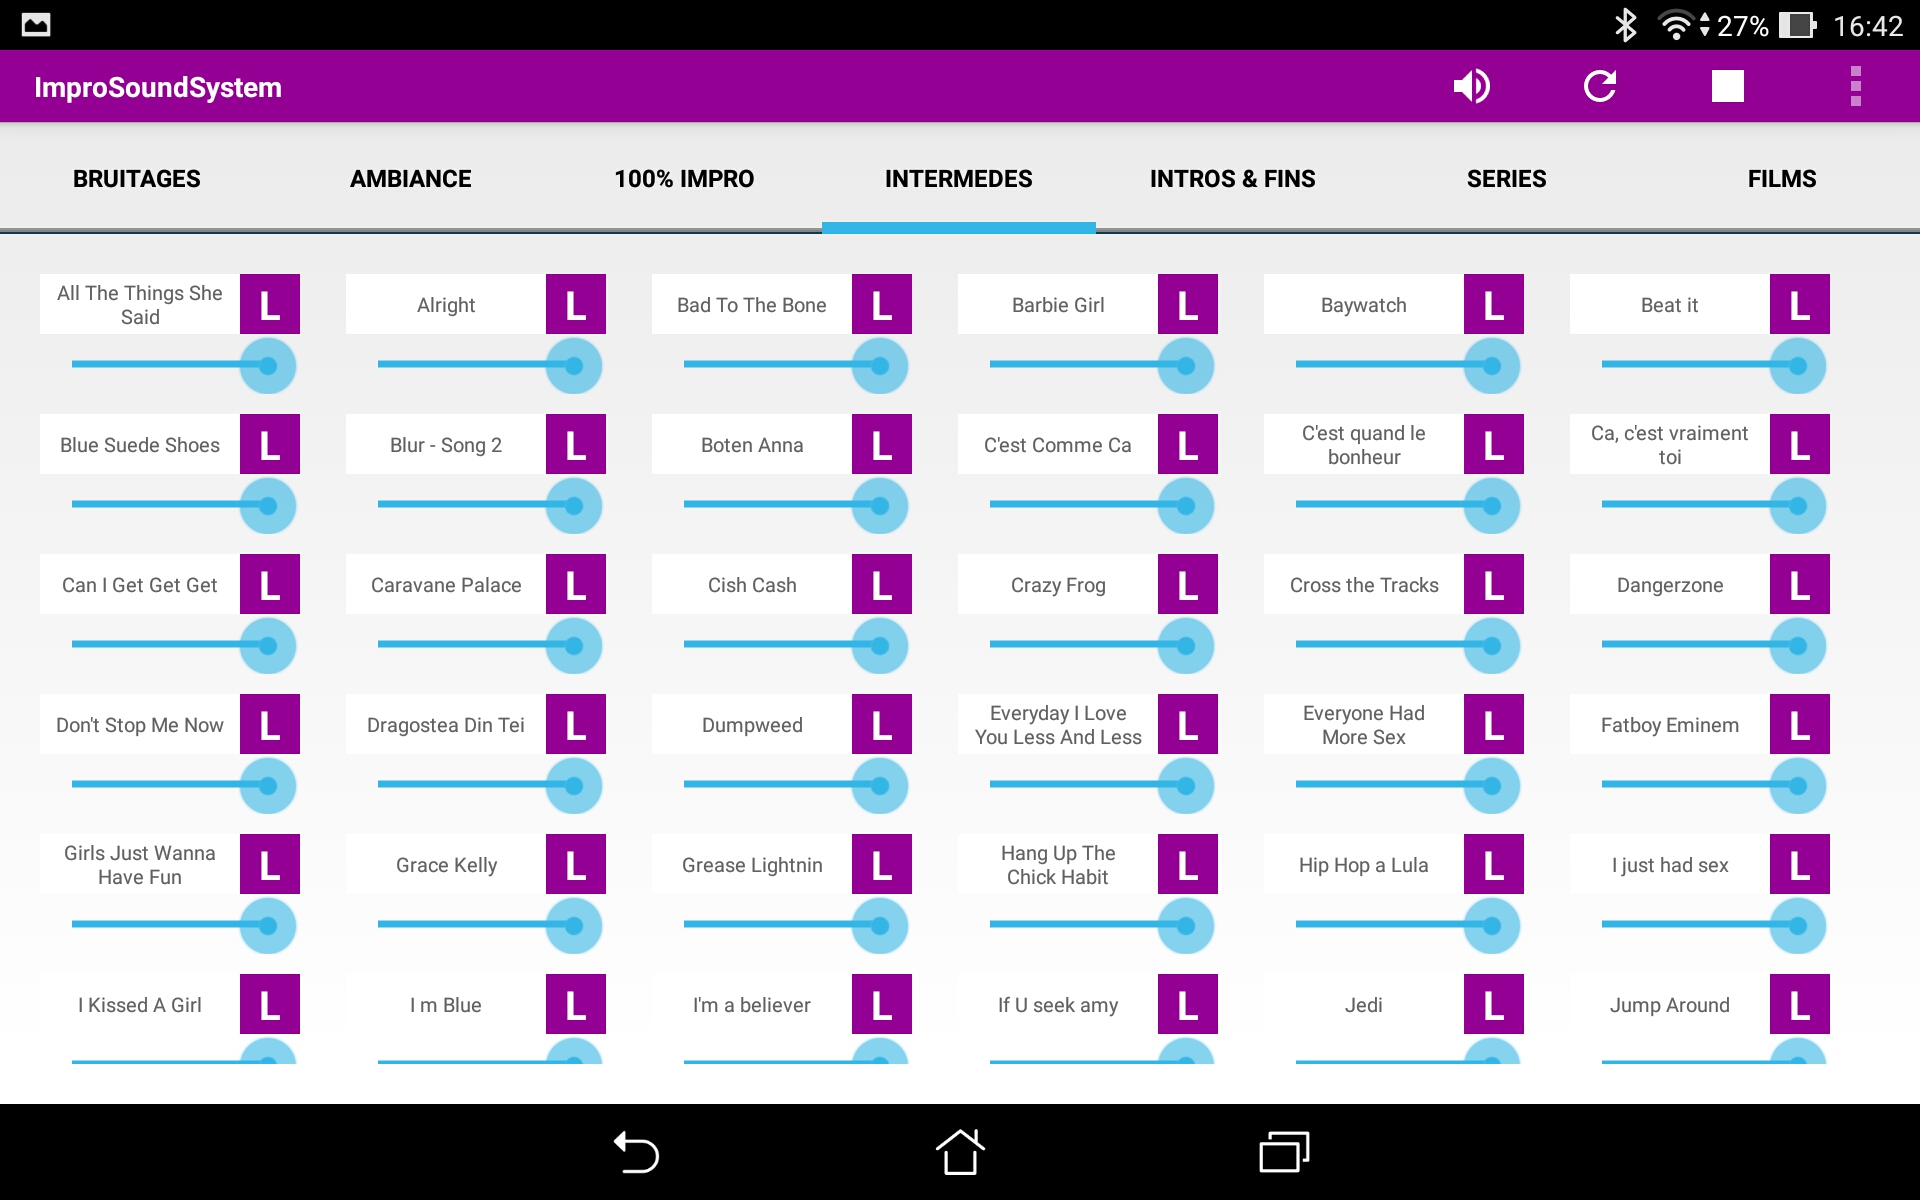 27% 16:42
ImproSoundSystem
BRUITAGES AMBIANCE 100% IMPRO INTERMEDES INTROS & FINS SERIES FILMS
All The Things She
Said
L
Alright
L
Bad To The Bone
L
Barbie Girl
L
Baywatch
L
Beat it
L
Blue Suede Shoes
L
Blur - Song 2
L
Boten Anna
L
C'est Comme Ca
L
C'est quand le
bonheur
L
Ca, c'est vraiment
toi
L
Can I Get Get Get
L
Caravane Palace
L
Cish Cash
L
Crazy Frog
L
Cross the Tracks
L
Dangerzone
L
Don't Stop Me Now
L
Dragostea Din Tei
L
Dumpweed
L
Everyday I Love
You Less And Less
L
Everyone Had
More Sex
L
Fatboy Eminem
L
Girls Just Wanna
Have Fun
L
Grace Kelly
L
Grease Lightnin
L
Hang Up The
Chick Habit
L
Hip Hop a Lula
L
I just had sex
L
I Kissed A Girl
L
I m Blue
L
I'm a believer
L
If U seek amy
L
Jedi
L
Jump Around
L